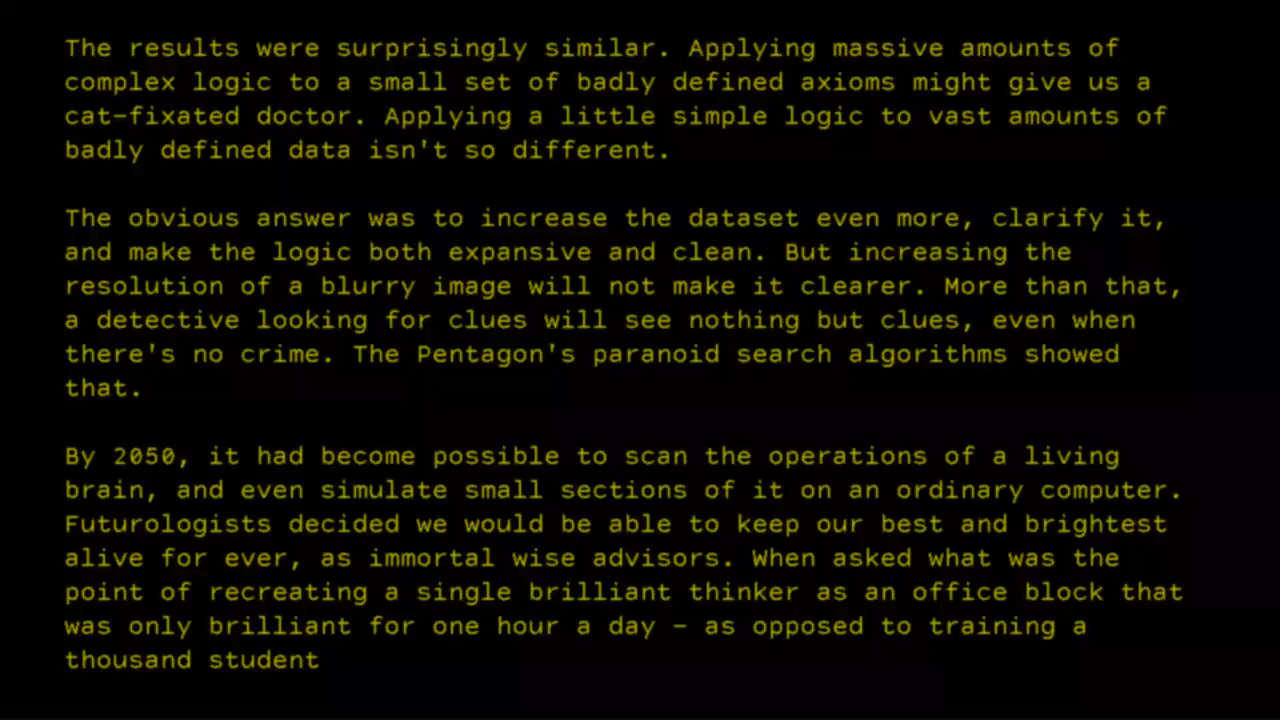 The results were surprisingly similar. Applying massive amounts of
complex logic to a small set of badly defined axioms might give us a
cat-fixated doctor. Applying a little simple logic to vast amounts of
badly defined data isn't so different.
The obvious answer was to increase the dataset even more, clarify it,
and make the logic both expansive and clean. But increasing the
resolution of a blurry image will not make it clearer. More than that,
a detective looking for clues will see nothing but clues, even when
there's no crime. The Pentagon's paranoid search algorithms showed
that.
By 2050, it had become possible to scan the operations of a living
brain, and even simulate small sections of it on an ordinary computer.
Futurologists decided we would be able to keep our best and brightest
alive for ever, as immortal wise advisors. When asked what was the
point of recreating a single brilliant thinker as an office block that
was only brilliant for one hour a day - as opposed to training a
thousand student